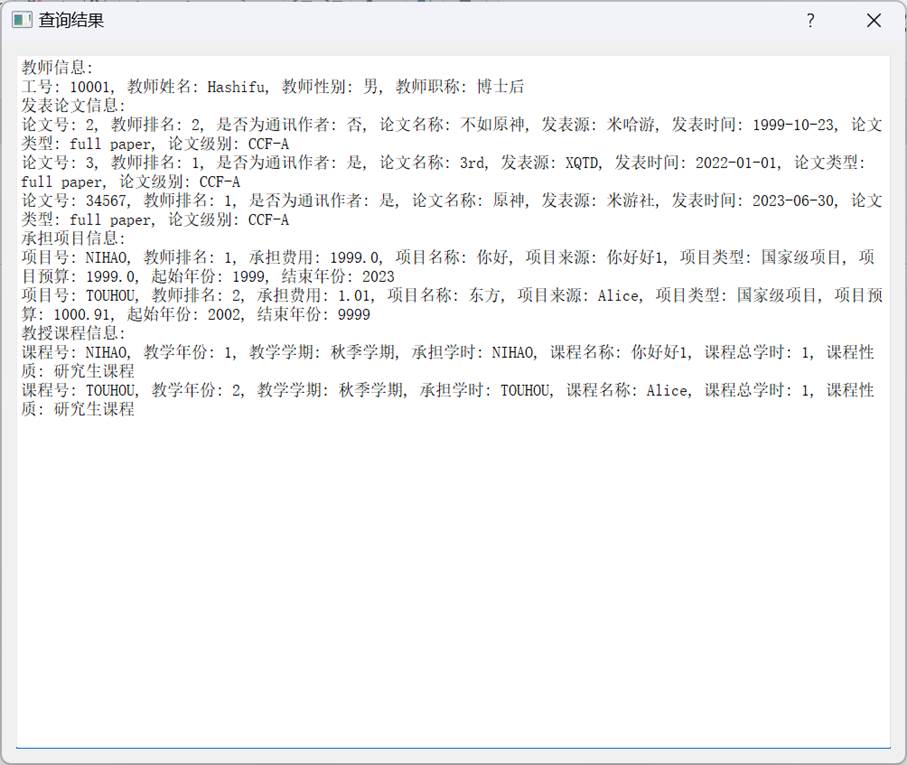 查询结果
教师信息:
工号: 10001, 教师姓名: Hashifu, 教师性别: 男, 教师职称: 博士后
发表论文信息:
论文号: 2, 教师排名: 2, 是否为通讯作者: 否, 论文名称: 不如原神, 发表源: 米哈游, 发表时间: 1999-10-23, 论文
类型: full paper, 论文级别: CCF-A
论文号: 3, 教师排名: 1, 是否为通讯作者: 是, 论文名称: 3rd, 发表源: XQTD, 发表时间: 2022-01-01, 论文类型:
full paper, 论文级别: CCF-A
论文号: 34567, 教师排名: 1, 是否为通讯作者: 是, 论文名称: 原神, 发表源: 米游社, 发表时间: 2023-06-30, 论文
类型: full paper, 论文级别: CCF-A
承担项目信息:
项目号: NIHAO, 教师排名: 1, 承担费用: 1999.0, 项目名称: 你好, 项目来源: 你好好1, 项目类型: 国家级项目, 项
目预算: 1999.0, 起始年份: 1999, 结束年份: 2023
项目号: TOUHOU, 教师排名: 2, 承担费用: 1.01, 项目名称: 东方, 项目来源: Alice, 项目类型: 国家级项目, 项目预
算: 1000.91, 起始年份: 2002, 结束年份: 9999
教授课程信息:
课程号: NIHAO, 教学年份: 1, 教学学期: 秋季学期, 承担学时: NIHAO, 课程名称: 你好好1, 课程总学时: 1, 课程性
质: 研究生课程
课程号: TOUHOU, 教学年份: 2, 教学学期: 秋季学期, 承担学时: TOUHOU, 课程名称: Alice, 课程总学时: 1, 课程性
质: 研究生课程